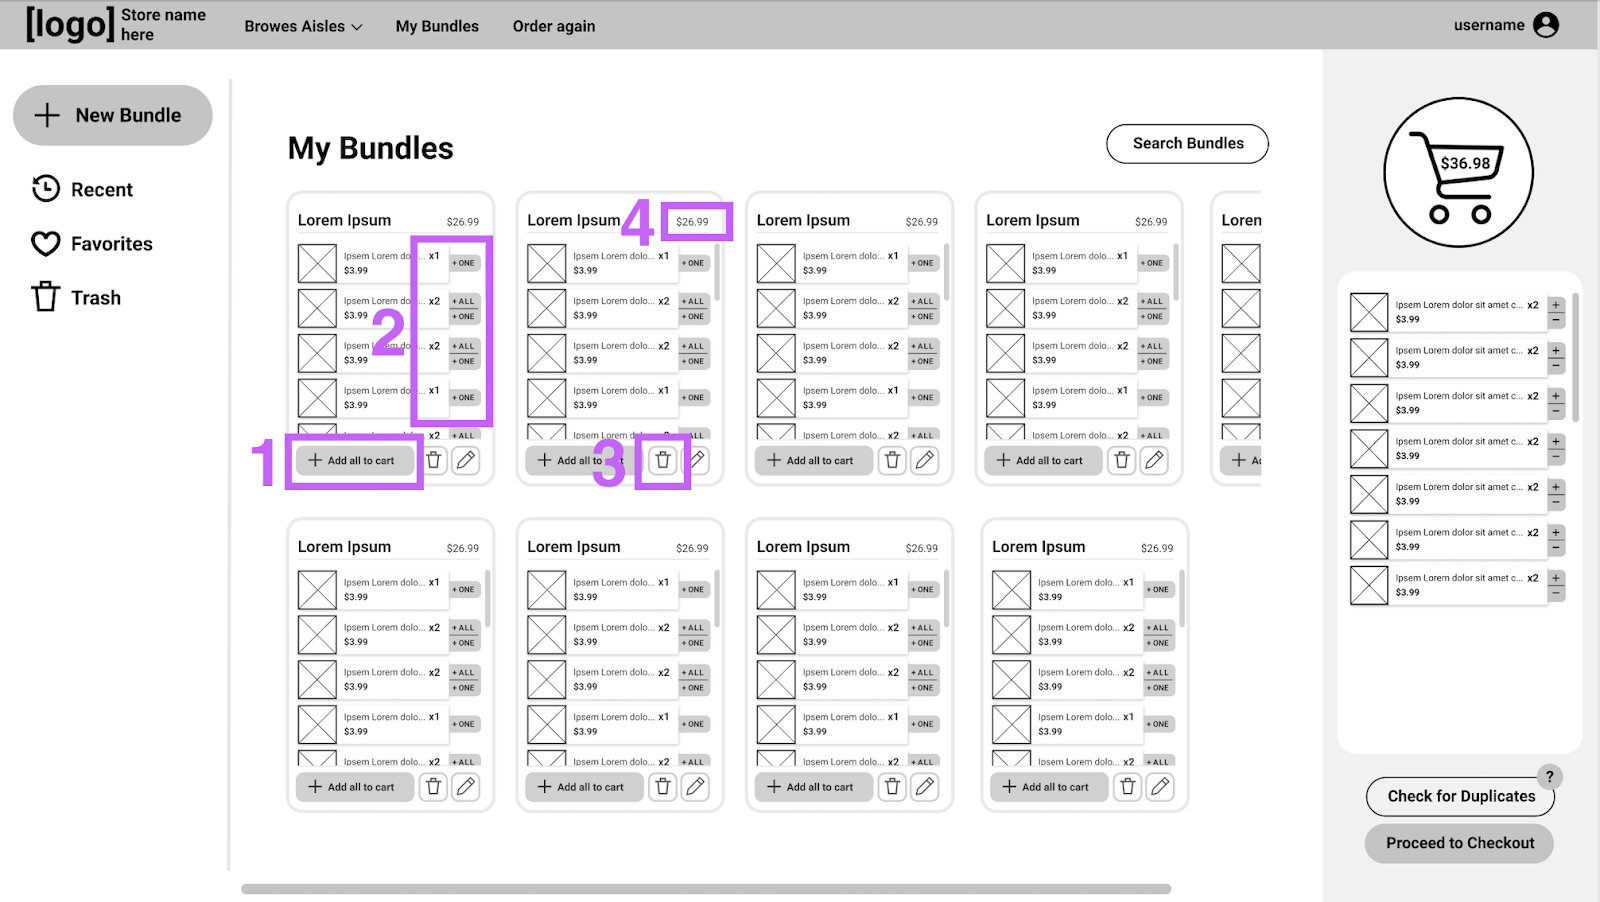 [logo] Store name
here
Browes Aisles
My Bundles
Order again
username
New Bundle
Recent
Favorites
Trash
My Bundles
Search Bundles
$36.98
Lorem Ipsum $26.99
Ipsem Lorem do... x1
$3.99
+ ONE
Ipsem Lorem do... x2
$3.99
+ ALL
+ ONE
Ipsem Lorem do... x2
$3.99
+ ALL
+ ONE
Ipsem Lorem do... x1
$3.99
+ ONE
x2 + ALL
+ Add all to cart
1
2
Lorem Ipsum $26.99
4
Ipsem Lorem dolo... x1
$3.99
+ ONE
Ipsem Lorem dolo... x2
$3.99
+ ALL
+ ONE
Ipsem Lorem dolo... x2
$3.99
+ ALL
+ ONE
Ipsem Lorem dolo... x1
$3.99
+ ONE
Ipsem Lorem dolo... x2
ALL
+ Add all to cart
3
Lorem Ipsum $26.99
Ipsem Lorem dolo... x1
$3.99
+ ONE
Ipsem Lorem dolo... x2
$3.99
+ ALL
+ ONE
Ipsem Lorem dolo... x2
$3.99
+ ALL
+ ONE
Ipsem Lorem dolo... x1
$3.99
+ ONE
Ipsem Lorem dolo... x2
+ ALL
+ Add all to cart
Lorem Ipsum $26.99
Ipsem Lorem dolo... x1
$3.99
+ ONE
Ipsem Lorem dolo... x2
$3.99
+ ALL
+ ONE
Ipsem Lorem dolo... x2
$3.99
+ ALL
+ ONE
Ipsem Lorem dolo... x1
$3.99
+ ONE
Ipsem Lorem dolo... x2
+ ALL
+ Add all to cart
Loren
+ A
Lorem Ipsum $26.99
Ipsem Lorem dolo... x1
$3.99
+ ONE
Ipsem Lorem dolo... x2
$3.99
+ ALL
+ ONE
Ipsem Lorem dolo... x2
$3.99
+ ALL
+ ONE
Ipsem Lorem dolo... x1
$3.99
+ ONE
Ipsem Lorem dolo... x2
+ ALL
+ Add all to cart
Lorem Ipsum $26.99
Ipsem Lorem dolo... x1
$3.99
+ ONE
Ipsem Lorem dolo... x2
$3.99
+ ALL
+ ONE
Ipsem Lorem dolo... x2
$3.99
+ ALL
+ ONE
Ipsem Lorem dolo... x1
$3.99
+ ONE
Ipsem Lorem dolo... x2
+ ALL
+ Add all to cart
Lorem Ipsum $26.99
Ipsem Lorem dolo... x1
$3.99
+ ONE
Ipsem Lorem dolo... x2
$3.99
+ ALL
+ ONE
Ipsem Lorem dolo... x2
$3.99
+ ALL
+ ONE
Ipsem Lorem dolo... x1
$3.99
+ ONE
Ipsem Lorem dolo... x2
+ ALL
+ Add all to cart
Lorem Ipsum $26.99
Ipsem Lorem dolo... x1
$3.99
+ ONE
Ipsem Lorem dolo... x2
$3.99
+ ALL
+ ONE
Ipsem Lorem dolo... x2
$3.99
+ ALL
+ ONE
Ipsem Lorem dolo... x1
$3.99
+ ONE
Ipsem Lorem dolo... x2
+ ALL
+ Add all to cart
Ipsem Lorem dolor sit amet c... x2 +
$3.99 −
Ipsem Lorem dolor sit amet c... x2 +
$3.99 −
Ipsem Lorem dolor sit amet c... x2 +
$3.99 −
Ipsem Lorem dolor sit amet c... x2 +
$3.99 −
Ipsem Lorem dolor sit amet c... x2 +
$3.99 −
Ipsem Lorem dolor sit amet c... x2 +
$3.99 −
Ipsem Lorem dolor sit amet c... x2 +
$3.99 −
?
Check for Duplicates
Proceed to Checkout